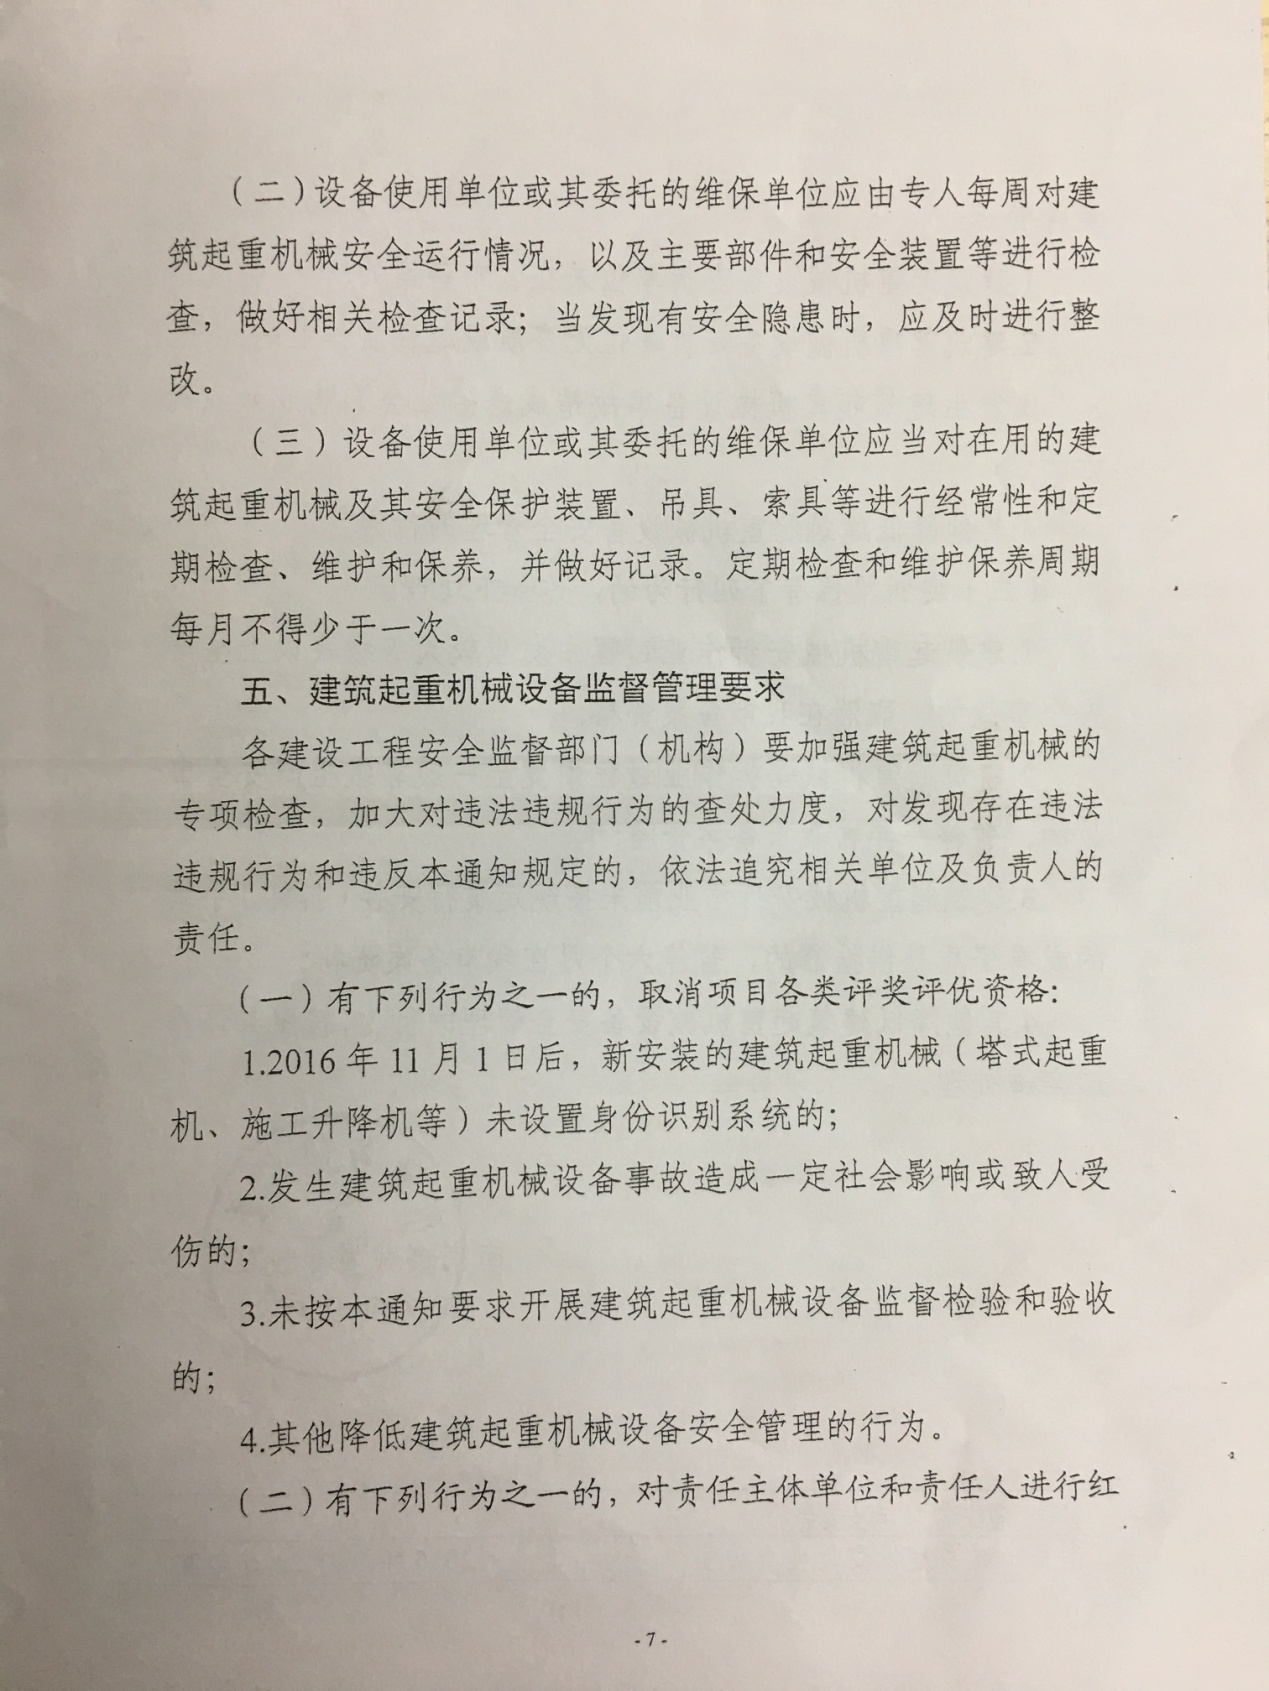 （二）设备使用单位或其委托的维保单位应由专人每周对建
筑起重机械安全运行情况，以及主要部件和安全装置等进行检
查，做好相关检查记录；当发现有安全隐患时，应及时进行整
改。
（三）设备使用单位或其委托的维保单位应当对在用的建
筑起重机械及其安全保护装置、吊具、索具等进行经常性和定
期检查、维护和保养，并做好记录。定期检查和维护保养周期
每月不得少于一次。
五、建筑起重机械设备监督管理要求
各建设工程安全监督部门（机构）要加强建筑起重机械的
专项检查，加大对违法违规行为的查处力度，对发现存在违法
违规行为和违反本通知规定的，依法追究相关单位及负责人的
责任。
（一）有下列行为之一的，取消项目各类评奖评优资格：
1.2016 年 11 月 1 日后，新安装的建筑起重机械（塔式起重
机、施工升降机等）未设置身份识别系统的；
2.发生建筑起重机械设备事故造成一定社会影响或致人受
伤的；
3.未按本通知要求开展建筑起重机械设备监督检验和验收
的；
4.其他降低建筑起重机械设备安全管理的行为。
（二）有下列行为之一的，对责任主体单位和责任人进行红
- 7 -